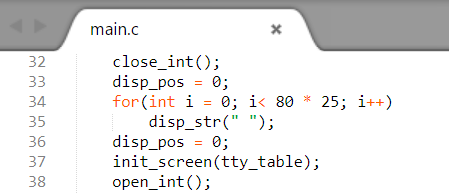 main.c
32 close_int();
33 disp_pos = 0;
34 for(int i = 0; i< 80 * 25; i++)
35 disp_str(" ");
36 disp_pos = 0;
37 init_screen(tty_table);
38 open_int();